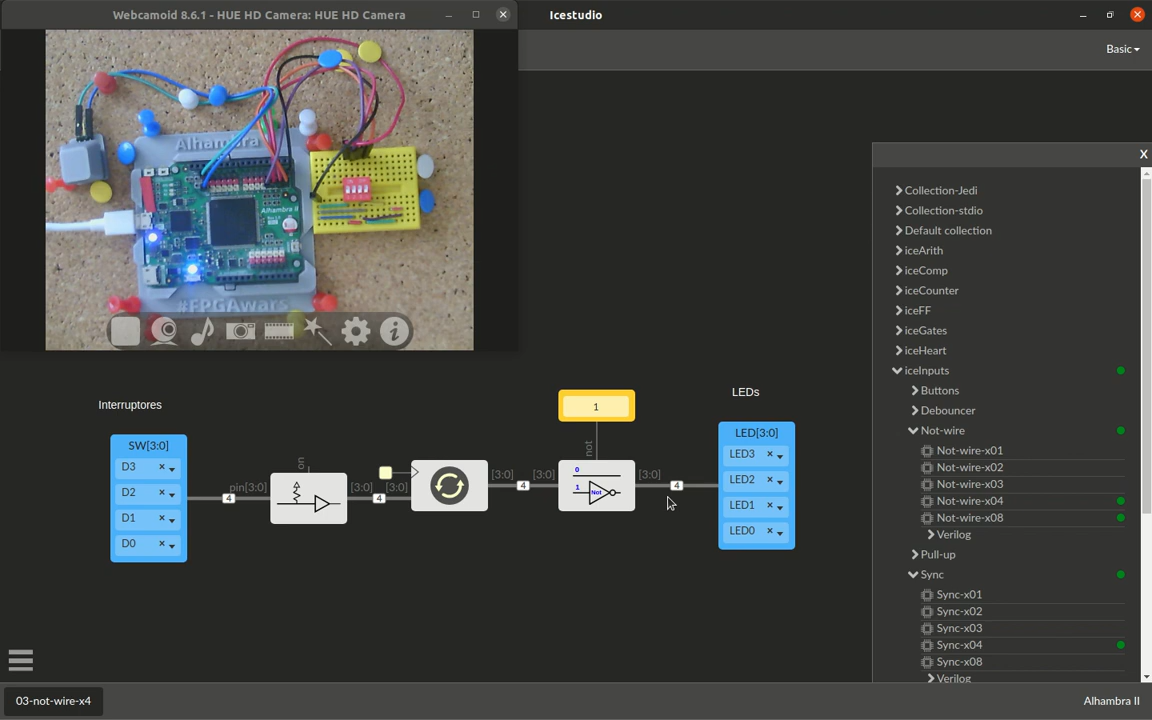 Webcamoid 8.6.1 - HUE HD Camera: HUE HD Camera
Icestudio
Basic
Alhambra
Alhambra II
#FPGAwars
X
Collection-Jedi
Collection-stdio
Default collection
iceArith
iceComp
iceCounter
iceFF
iceGates
iceHeart
iceInputs
Buttons
Debouncer
Not-wire
Not-wire-x01
Not-wire-x02
Not-wire-x03
Not-wire-x04
Not-wire-x08
Verilog
Pull-up
Sync
Sync-x01
Sync-x02
Sync-x03
Sync-x04
Sync-x08
Verilog
Interruptores
SW[3:0]
D3
D2
D1
D0
4
pin[3:0]
on
[3:0]
4
[3:0]
[3:0]
4
[3:0]
1
not
0
1
Not
[3:0]
4
LEDs
LED[3:0]
LED3
LED2
LED1
LED0
03-not-wire-x4
Alhambra II